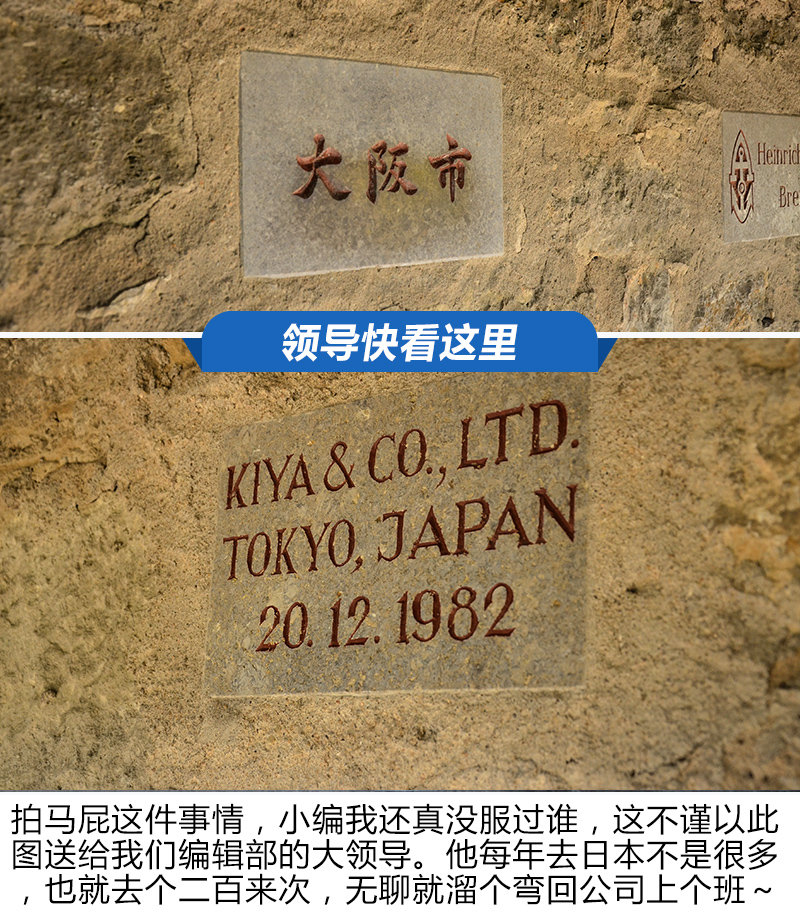 大阪市
Heinrich
Bre
领导快看这里
KIYA & CO., LTD.
TOKYO, JAPAN
20. 12. 1982
拍马屁这件事情，小编我还真没服过谁，这不谨以此
图送给我们编辑部的大领导。他每年去日本不是很多
，也就去个二百来次，无聊就溜个弯回公司上个班～